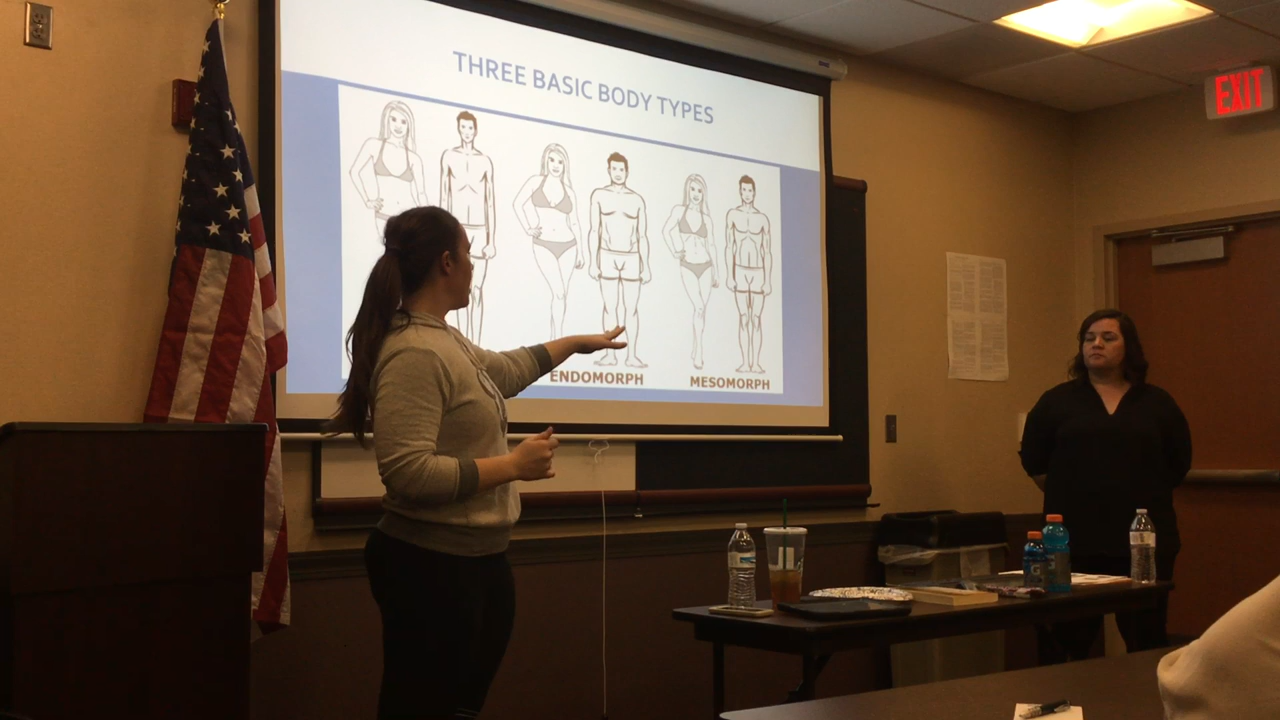 THREE BASIC BODY TYPES
ENDOMORPH
MESOMORPH
EXIT